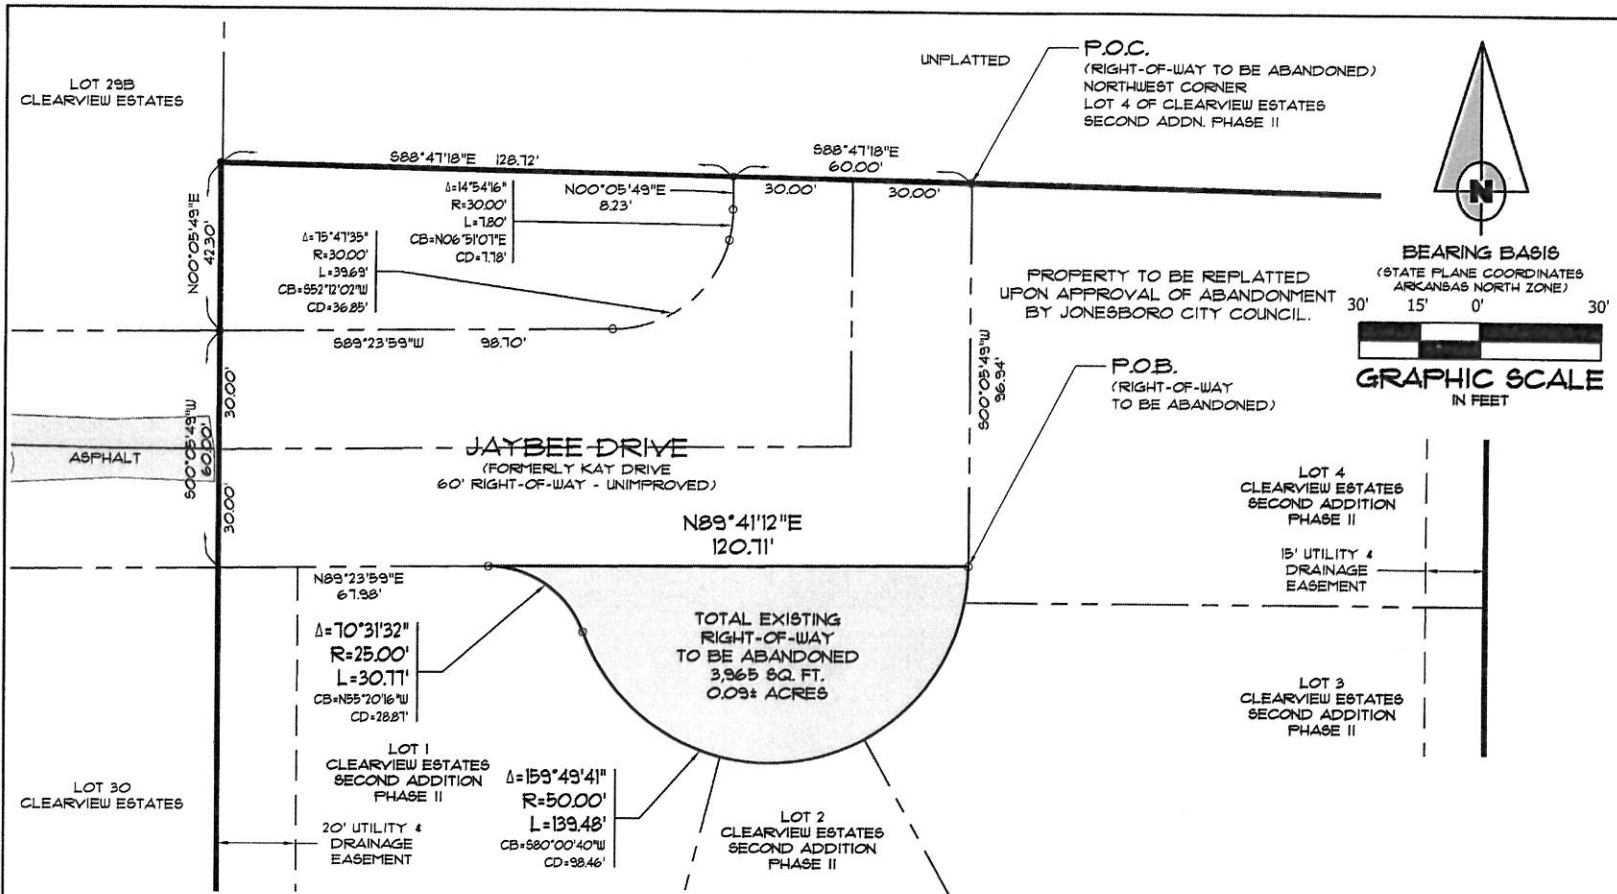 LOT 29B
CLEARVIEW ESTATES
UNPLATTED
P.O.C.
(RIGHT-OF-WAY TO BE ABANDONED)
NORTHWEST CORNER
LOT 4 OF CLEARVIEW ESTATES
SECOND ADDN. PHASE II
N
BEARING BASIS
(STATE PLANE COORDINATES
ARKANSAS NORTH ZONE)
30' 15' 0' 30'
GRAPHIC SCALE
IN FEET
S88°47'18"E 128.72'
S88°47'18"E
60.00'
30.00' 30.00'
Δ=14°54'16"
R=30.00'
L=7.80'
CB=N06°51'07"E
CD=7.78'
N00°05'49"E
8.23'
Δ=75°47'35"
R=30.00'
L=39.69'
CB=S52°12'02"W
CD=36.85'
N00°05'49"E
42.30'
S89°23'59"W 98.70'
PROPERTY TO BE REPLATTED
UPON APPROVAL OF ABANDONMENT
BY JONESBORO CITY COUNCIL.
S00°05'49"W
96.94'
P.O.B.
(RIGHT-OF-WAY
TO BE ABANDONED)
30.00'
S00°05'49"W
60.00'
30.00'
ASPHALT
JAYBEE DRIVE
(FORMERLY KAY DRIVE
60' RIGHT-OF-WAY - UNIMPROVED)
N89°41'12"E
120.71'
LOT 4
CLEARVIEW ESTATES
SECOND ADDITION
PHASE II
15' UTILITY &
DRAINAGE
EASEMENT
N89°23'59"E
67.98'
Δ=70°31'32"
R=25.00'
L=30.77'
CB=N55°20'16"W
CD=28.87'
TOTAL EXISTING
RIGHT-OF-WAY
TO BE ABANDONED
3,965 SQ. FT.
0.09± ACRES
LOT 3
CLEARVIEW ESTATES
SECOND ADDITION
PHASE II
LOT 1
CLEARVIEW ESTATES
SECOND ADDITION
PHASE II
Δ=159°49'41"
R=50.00'
L=139.48'
CB=S80°00'40"W
CD=98.46'
LOT 30
CLEARVIEW ESTATES
20' UTILITY &
DRAINAGE
EASEMENT
LOT 2
CLEARVIEW ESTATES
SECOND ADDITION
PHASE II